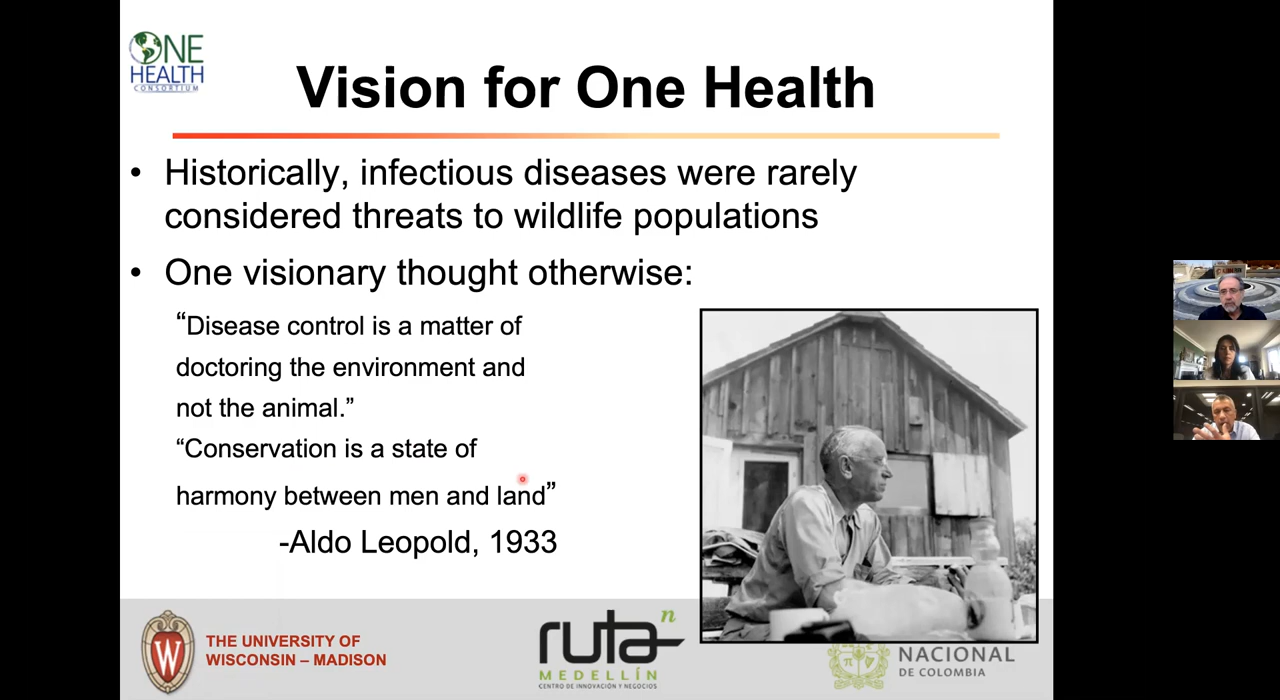 ONE
HEALTH
CONSORTIUM
Vision for One Health
• Historically, infectious diseases were rarely
considered threats to wildlife populations
• One visionary thought otherwise:
“Disease control is a matter of
doctoring the environment and
not the animal.”
“Conservation is a state of
harmony between men and land”
-Aldo Leopold, 1933
W
THE UNIVERSITY OF
WISCONSIN – MADISON
ruta n
MEDELLÍN
CENTRO DE INNOVACIÓN Y NEGOCIOS
NACIONAL
DE COLOMBIA